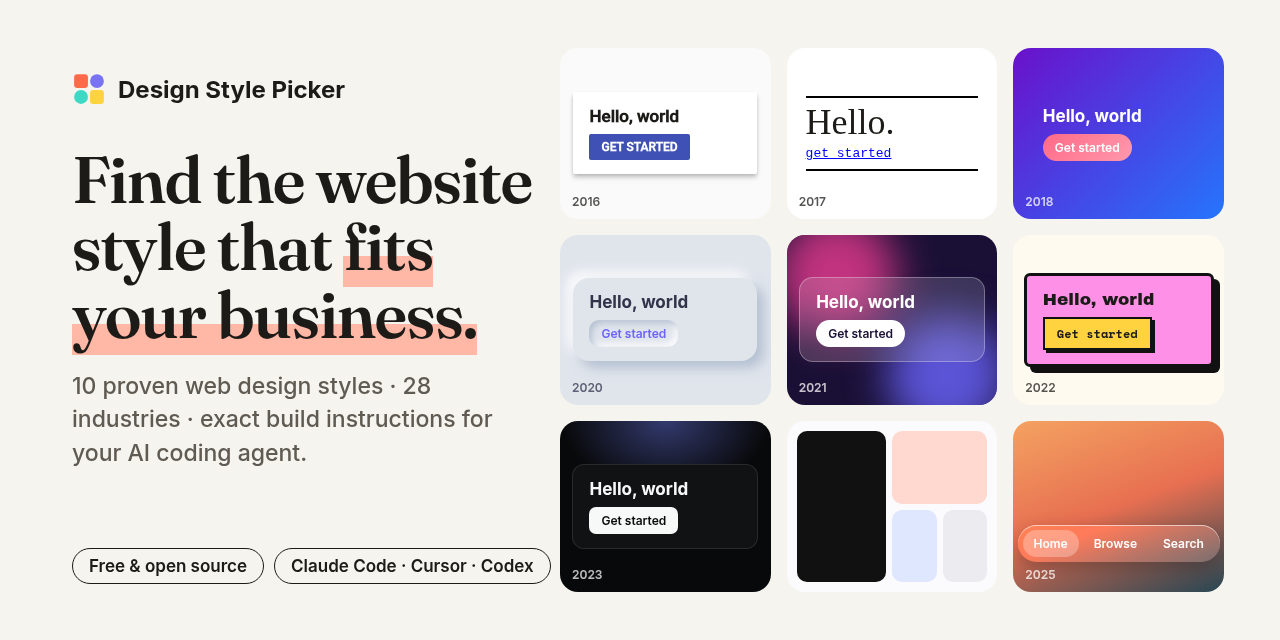 Design Style Picker
Find the website
style that fits
your business.
10 proven web design styles · 28
industries · exact build instructions for
your AI coding agent.
Free & open source
Claude Code · Cursor · Codex
Hello, world
GET STARTED
2016
Hello.
get started
2017
Hello, world
Get started
2018
Hello, world
Get started
2020
Hello, world
Get started
2021
Hello, world
Get started
2022
Hello, world
Get started
2023
Home Browse Search
2025